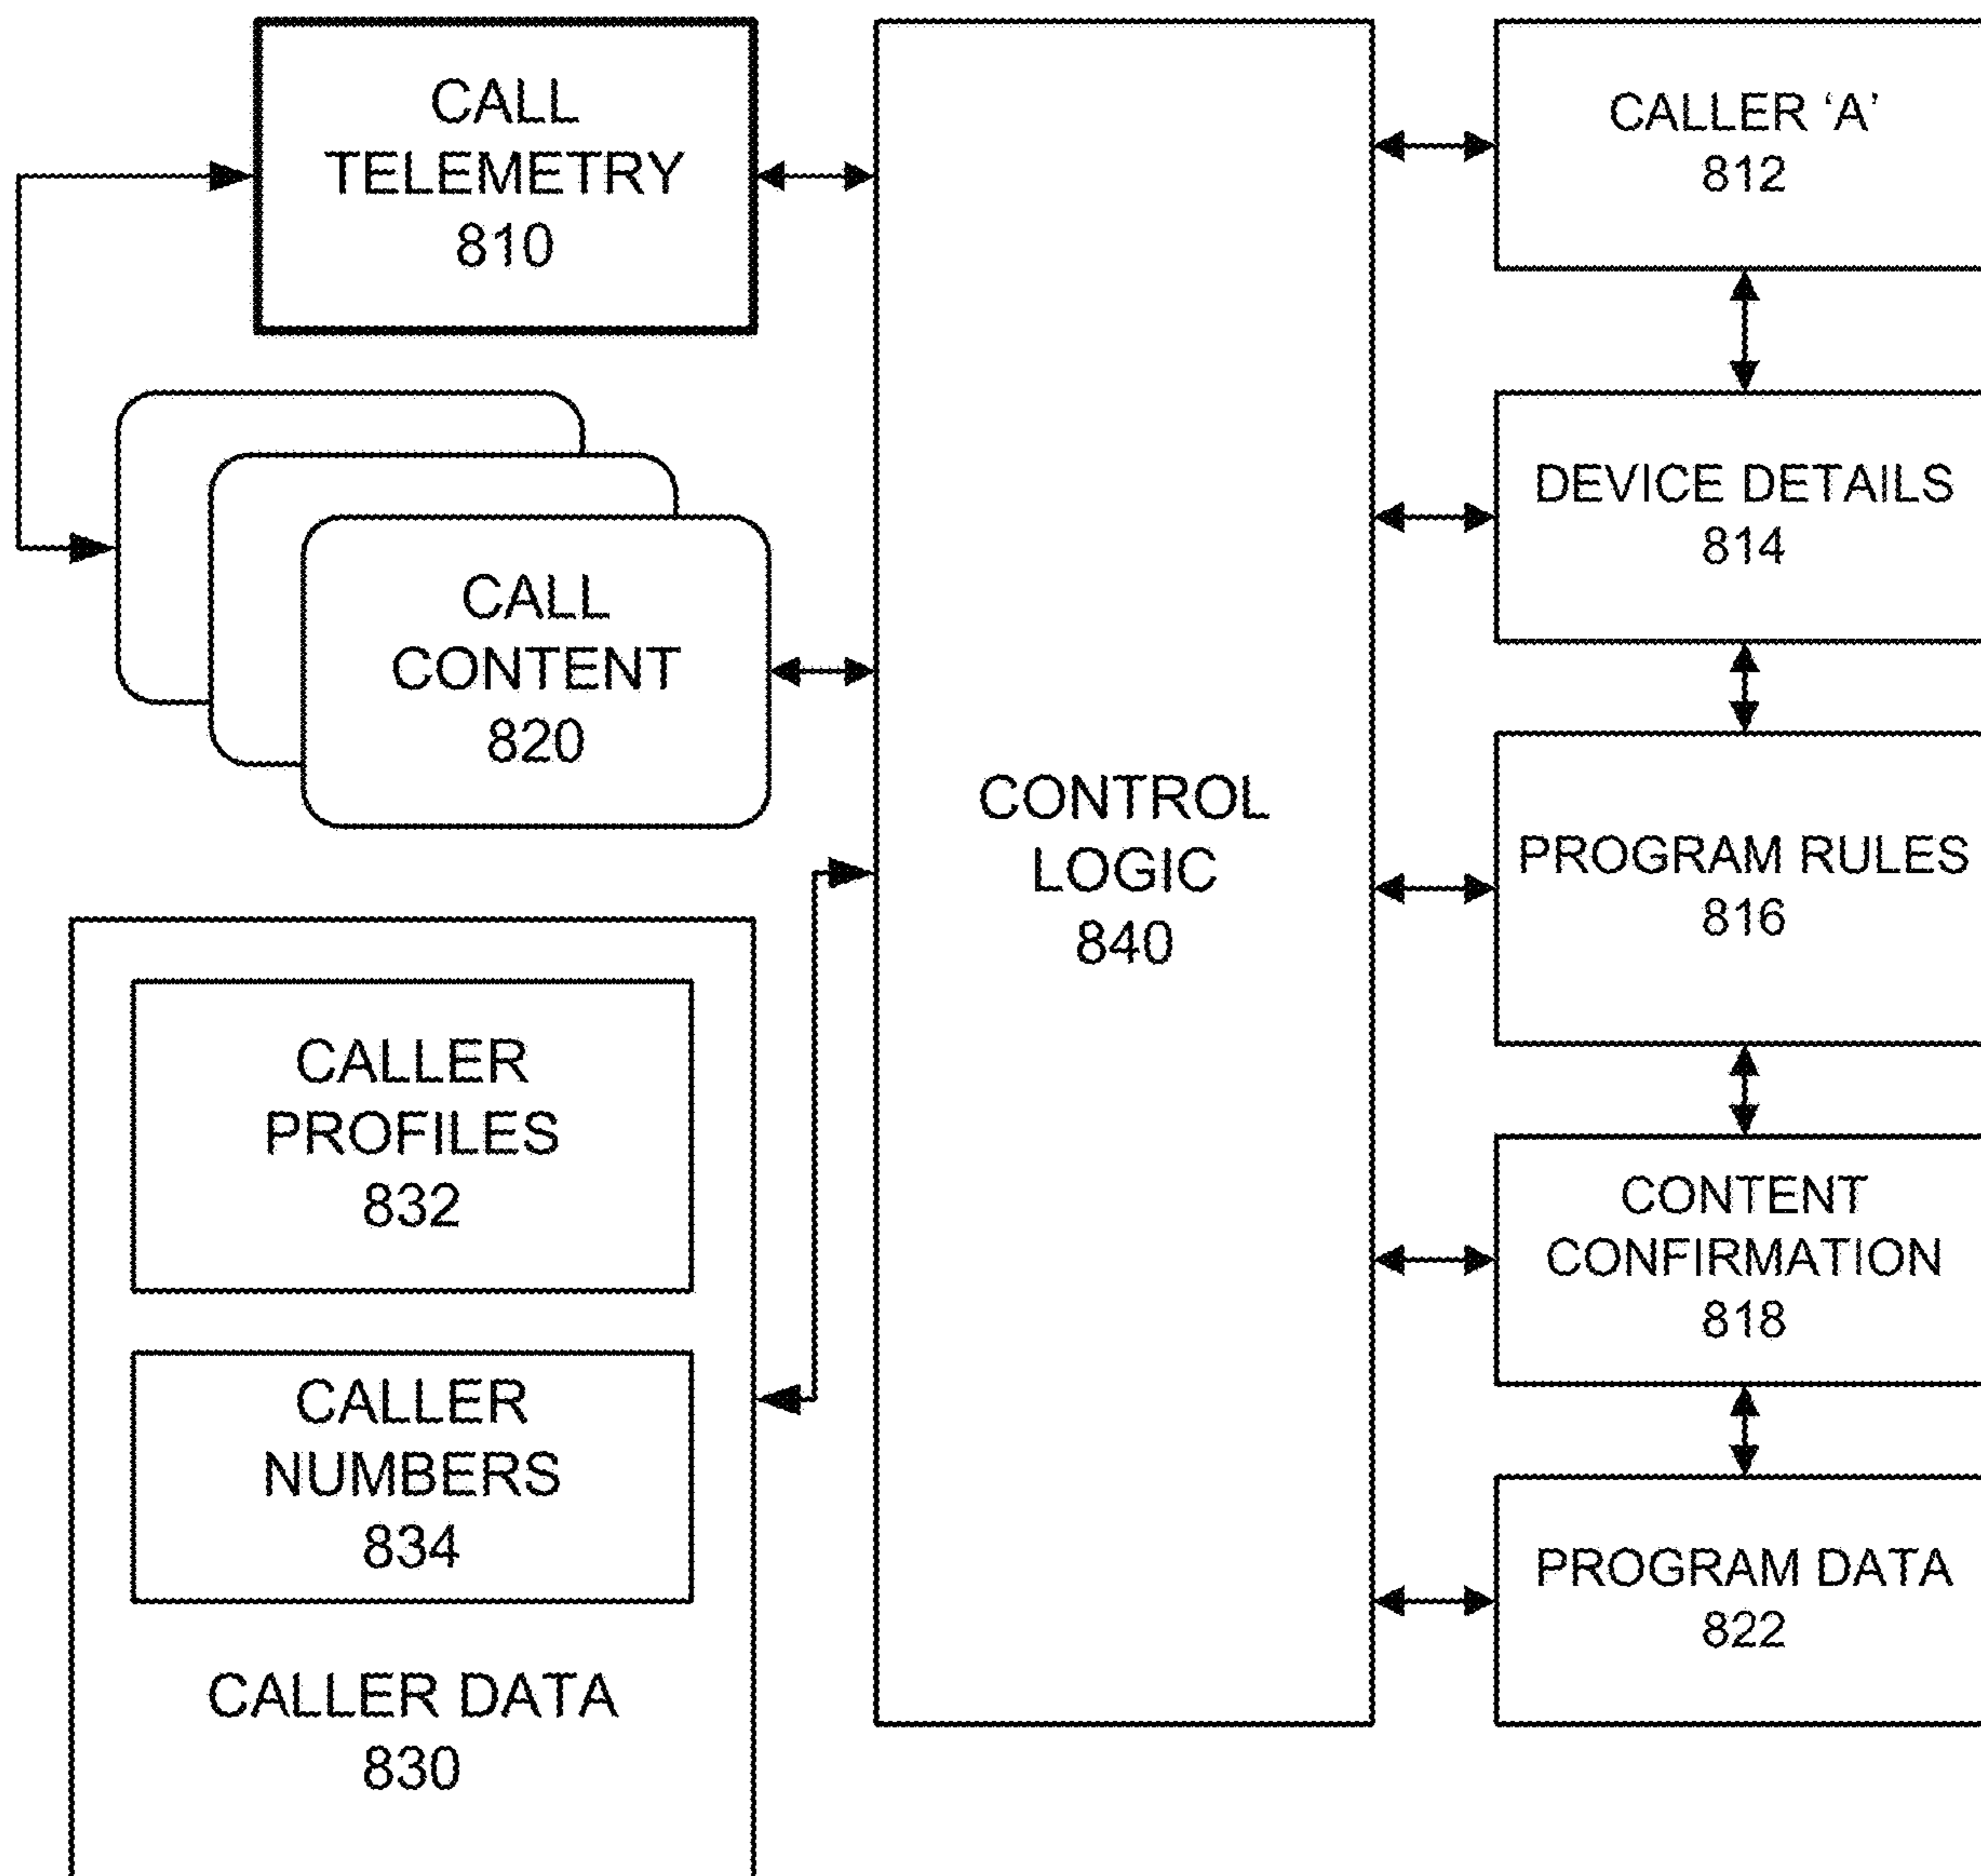 CALL
TELEMETRY
810
CALL
CONTENT
820
CALLER
PROFILES
832
CALLER
NUMBERS
834
CALLER DATA
830
CONTROL
LOGIC
840
CALLER ‘A’
812
DEVICE DETAILS
814
PROGRAM RULES
816
CONTENT
CONFIRMATION
818
PROGRAM DATA
822